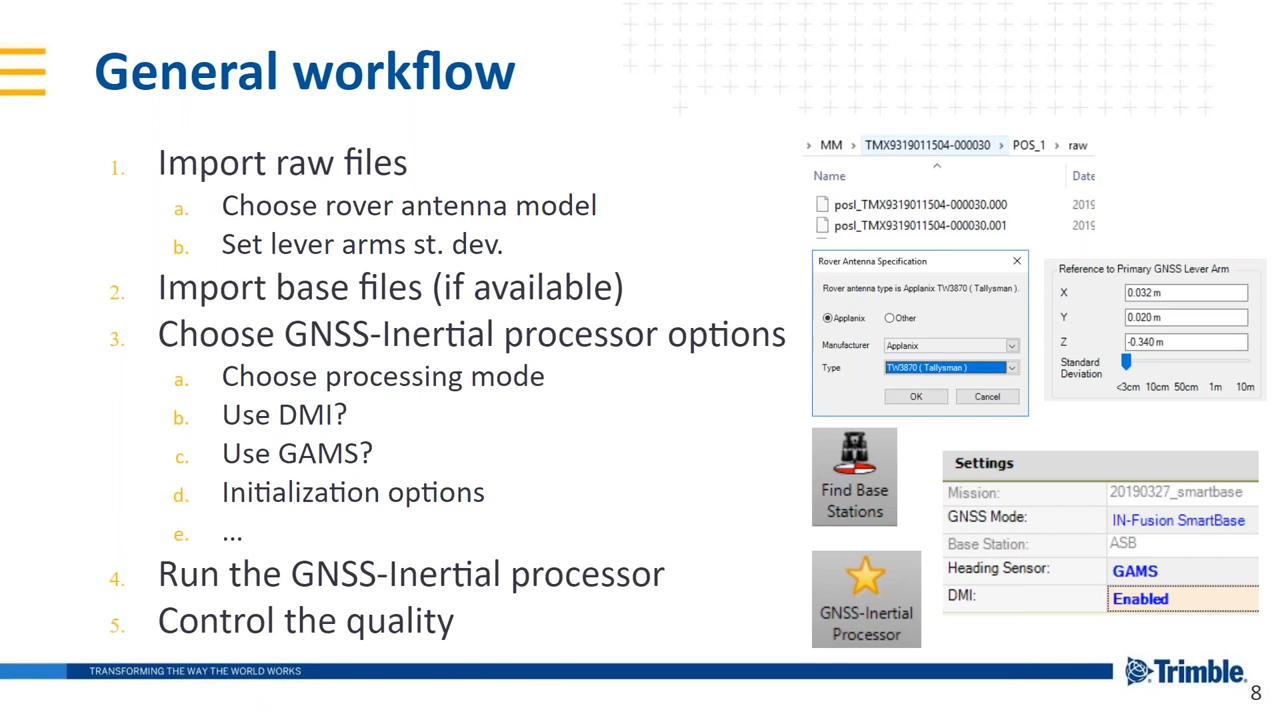 General workflow
1. Import raw files
a. Choose rover antenna model
b. Set lever arms st. dev.
2. Import base files (if available)
3. Choose GNSS-Inertial processor options
a. Choose processing mode
b. Use DMI?
c. Use GAMS?
d. Initialization options
e. ...
4. Run the GNSS-Inertial processor
5. Control the quality
› MM › TMX9319011504-000030 › POS_1 › raw
Name Date
posl_TMX9319011504-000030.000 2019
posl_TMX9319011504-000030.001 2019
Rover Antenna Specification
Rover antenna type is Applanix TW3870 ( Tallysman ).
Applanix Other
Manufacturer Applanix
Type TW3870 ( Tallysman )
OK Cancel
Reference to Primary GNSS Lever Arm
X 0.032 m
Y 0.020 m
Z -0.340 m
Standard
Deviation
<3cm 10cm 50cm 1m 10m
Find Base
Stations
Settings
Mission: 20190327_smartbase
GNSS Mode: IN-Fusion SmartBase
Base Station: ASB
Heading Sensor: GAMS
DMI: Enabled
GNSS-Inertial
Processor
TRANSFORMING THE WAY THE WORLD WORKS
Trimble.
8